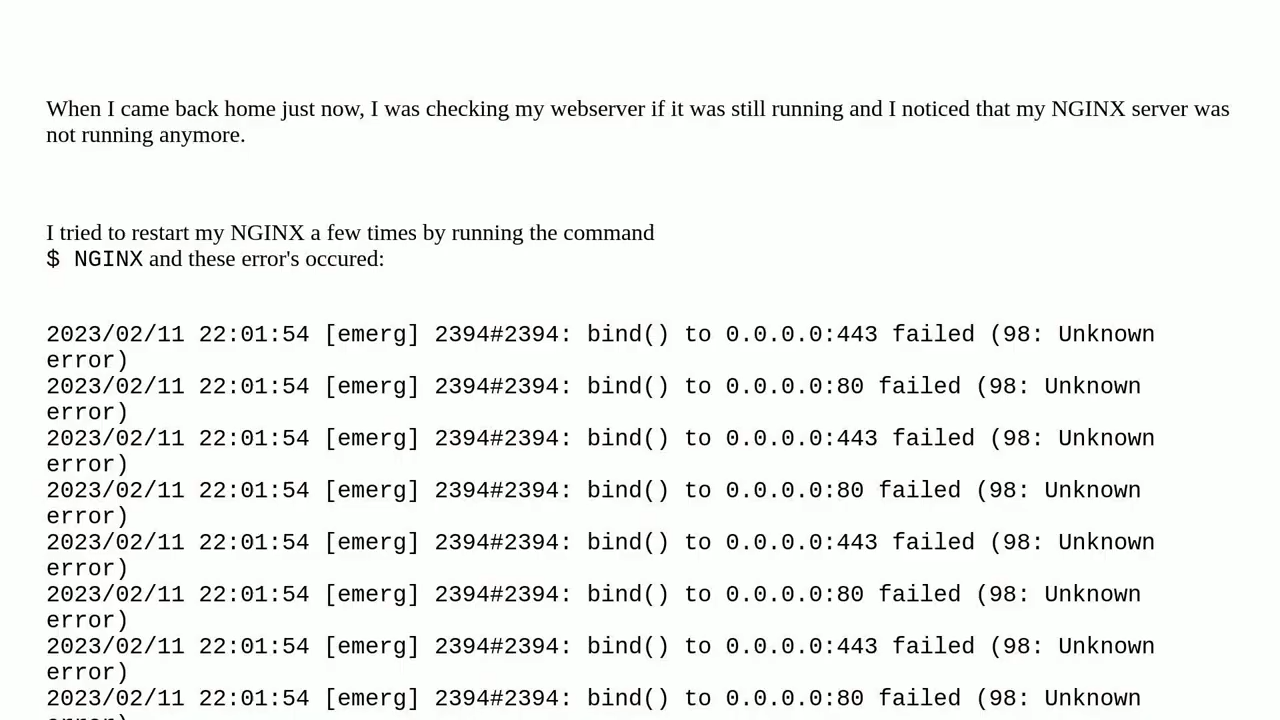 When I came back home just now, I was checking my webserver if it was still running and I noticed that my NGINX server was
not running anymore.
I tried to restart my NGINX a few times by running the command
$ NGINX and these error's occured:
2023/02/11 22:01:54 [emerg] 2394#2394: bind() to 0.0.0.0:443 failed (98: Unknown
error)
2023/02/11 22:01:54 [emerg] 2394#2394: bind() to 0.0.0.0:80 failed (98: Unknown
error)
2023/02/11 22:01:54 [emerg] 2394#2394: bind() to 0.0.0.0:443 failed (98: Unknown
error)
2023/02/11 22:01:54 [emerg] 2394#2394: bind() to 0.0.0.0:80 failed (98: Unknown
error)
2023/02/11 22:01:54 [emerg] 2394#2394: bind() to 0.0.0.0:443 failed (98: Unknown
error)
2023/02/11 22:01:54 [emerg] 2394#2394: bind() to 0.0.0.0:80 failed (98: Unknown
error)
2023/02/11 22:01:54 [emerg] 2394#2394: bind() to 0.0.0.0:443 failed (98: Unknown
error)
2023/02/11 22:01:54 [emerg] 2394#2394: bind() to 0.0.0.0:80 failed (98: Unknown